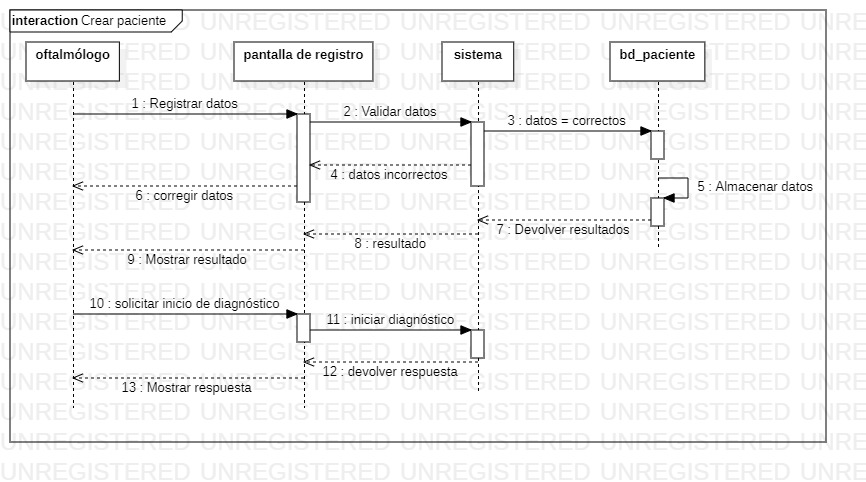 interaction Crear paciente
oftalmólogo
pantalla de registro
sistema
bd_paciente
1 : Registrar datos
2 : Validar datos
3 : datos = correctos
4 : datos incorrectos
5 : Almacenar datos
6 : corregir datos
7 : Devolver resultados
8 : resultado
9 : Mostrar resultado
10 : solicitar inicio de diagnóstico
11 : iniciar diagnóstico
12 : devolver respuesta
13 : Mostrar respuesta
UNREGISTERED UNREGISTERED UNREGISTERED UNREGISTERED